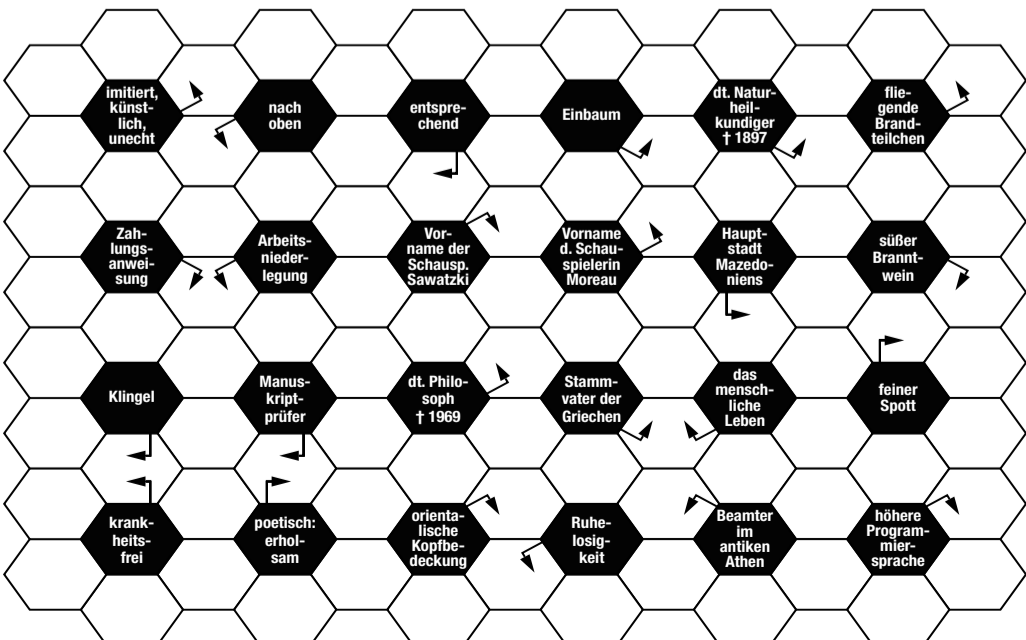 imitiert,
künst-
lich,
unecht
nach
oben
entspre-
chend
Einbaum
dt. Natur-
heil-
kundiger
† 1897
flie-
gende
Brand-
teilchen
Zah-
lungs-
anwei-
sung
Arbeits-
nieder-
legung
Vor-
name der
Schausp.
Sawatzki
Vorname
d. Schau-
spielerin
Moreau
Haupt-
stadt
Mazedo-
niens
süßer
Brannt-
wein
Klingel
Manus-
kript-
prüfer
dt. Philo-
soph
† 1969
Stamm-
vater der
Griechen
das
mensch-
liche
Leben
feiner
Spott
krank-
heits-
frei
poetisch:
erhol-
sam
orienta-
lische
Kopfbe-
deckung
Ruhe-
losig-
keit
Beamter
im
antiken
Athen
höhere
Program-
mier-
sprache